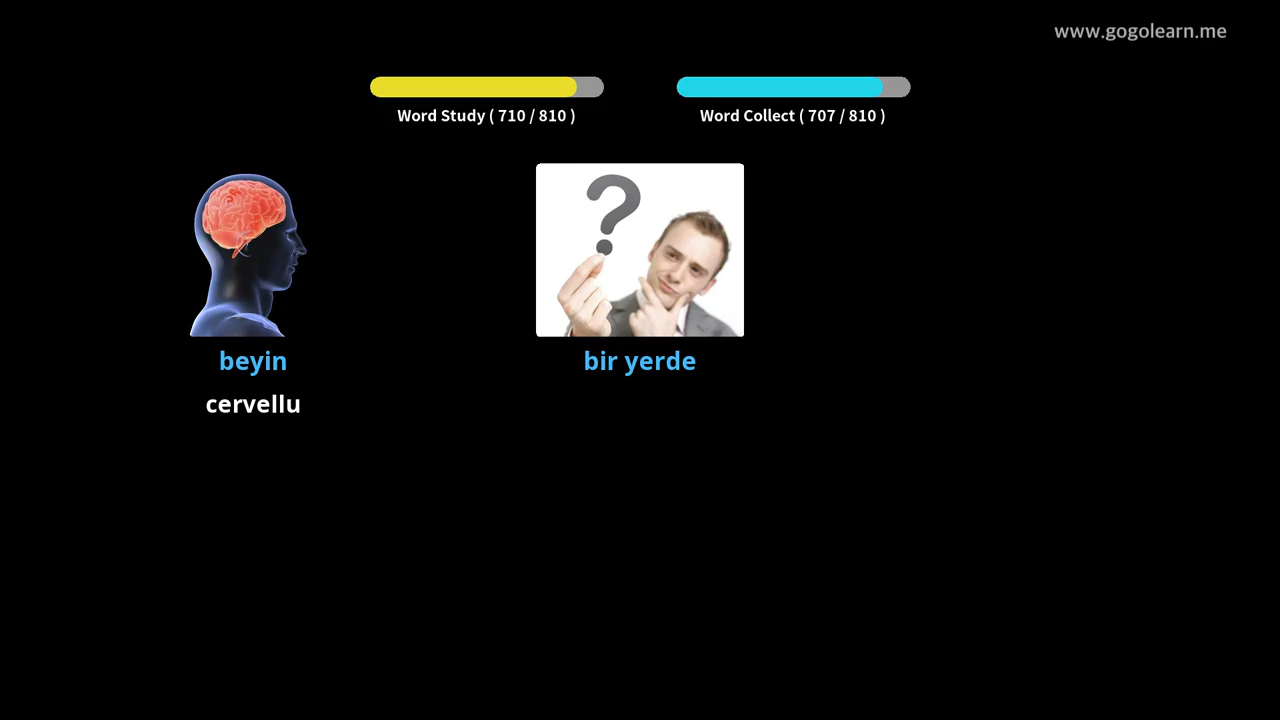 www.gogolearn.me
Word Study ( 710 / 810 )
Word Collect ( 707 / 810 )
beyin
cervellu
bir yerde